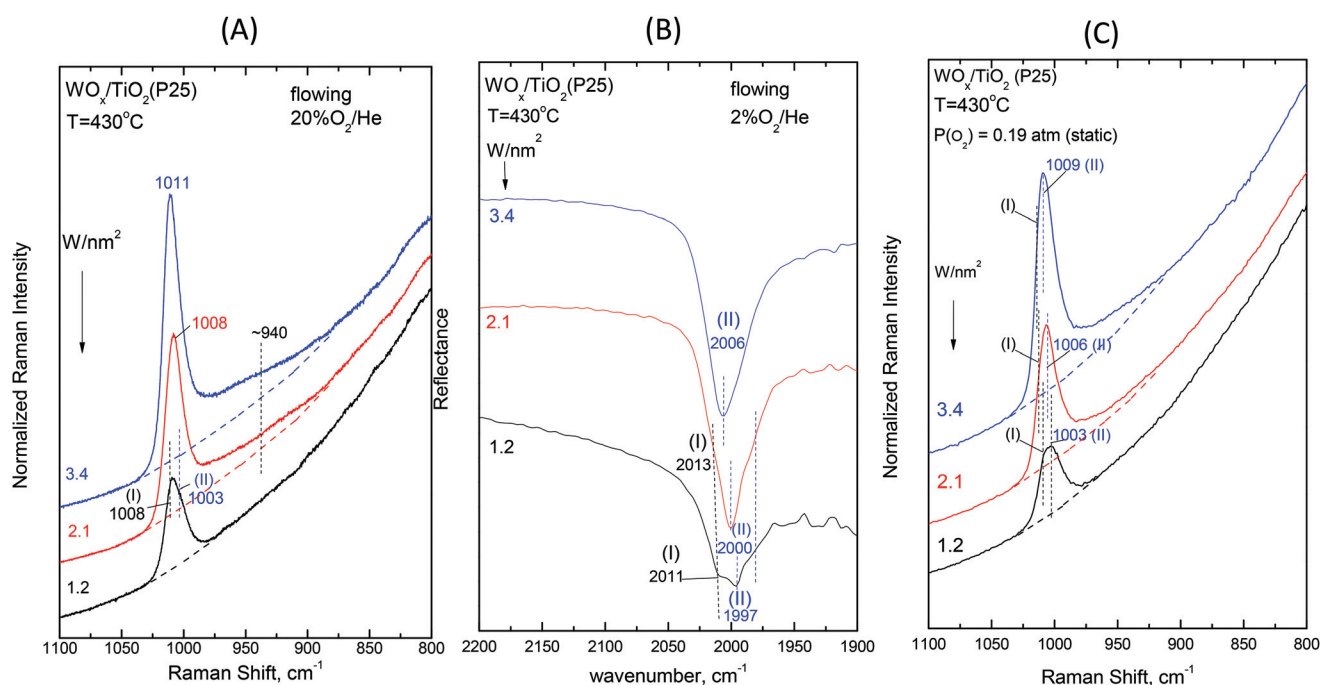 (A)
WOx/TiO2(P25)
T=430°C
flowing
20%O2/He
W/nm2
1011
1008
~940
3.4
(I)
1008
(II)
1003
2.1
1.2
Normalized Raman Intensity
1100 1050 1000 950 900 850 800
Raman Shift, cm-1
(B)
WOx/TiO2(P25)
T=430°C
flowing
2%O2/He
W/nm2
3.4
(II)
2006
2.1
(I)
2013
1.2
(II)
2000
(I)
2011
(II)
1997
Reflectance
2200 2150 2100 2050 2000 1950 1900
wavenumber, cm-1
(C)
WOx/TiO2 (P25)
T=430°C
P(O2) = 0.19 atm (static)
1009 (II)
(I)
W/nm2
(I)
1006 (II)
3.4
(I)
1003 (II)
2.1
1.2
Normalized Raman Intensity
1100 1050 1000 950 900 850 800
Raman Shift, cm-1